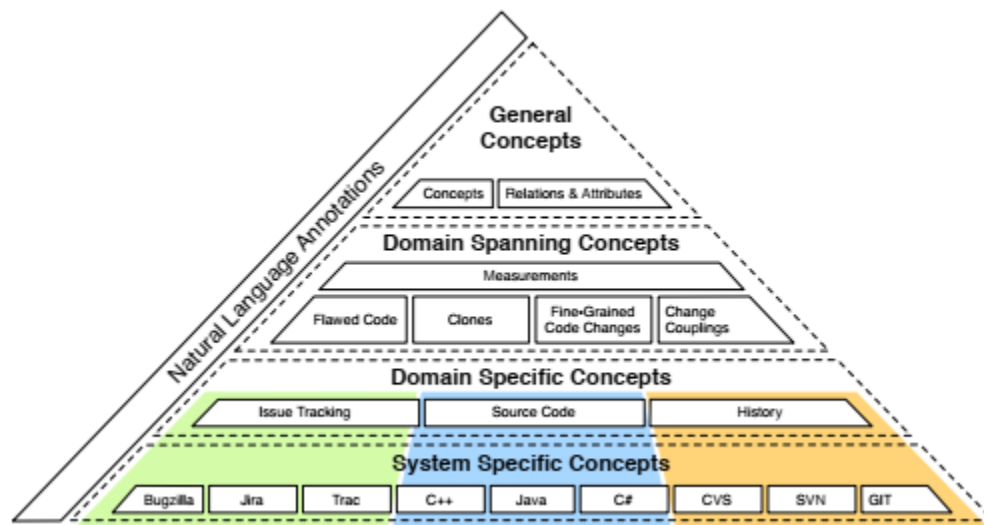 General
Concepts
Concepts
Relations & Attributes
Natural Language Annotations
Domain Spanning Concepts
Measurements
Flawed Code
Clones
Fine-Grained
Code Changes
Change
Couplings
Domain Specific Concepts
Issue Tracking
Source Code
History
System Specific Concepts
Bugzilla
Jira
Trac
C++
Java
C#
CVS
SVN
GIT